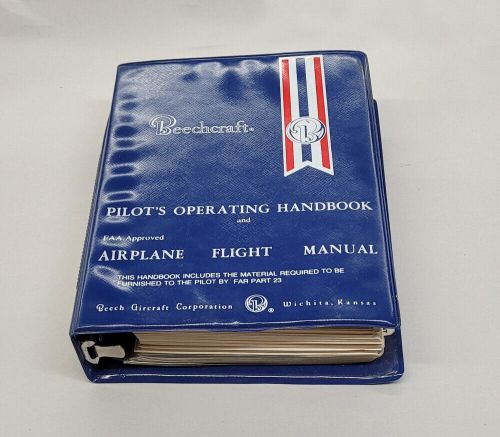 Beechcraft®
B
PILOT'S OPERATING HANDBOOK
and
FAA Approved
AIRPLANE FLIGHT MANUAL
THIS HANDBOOK INCLUDES THE MATERIAL REQUIRED TO BE
FURNISHED TO THE PILOT BY FAR PART 23
Beech Aircraft Corporation B® Wichita, Kansas